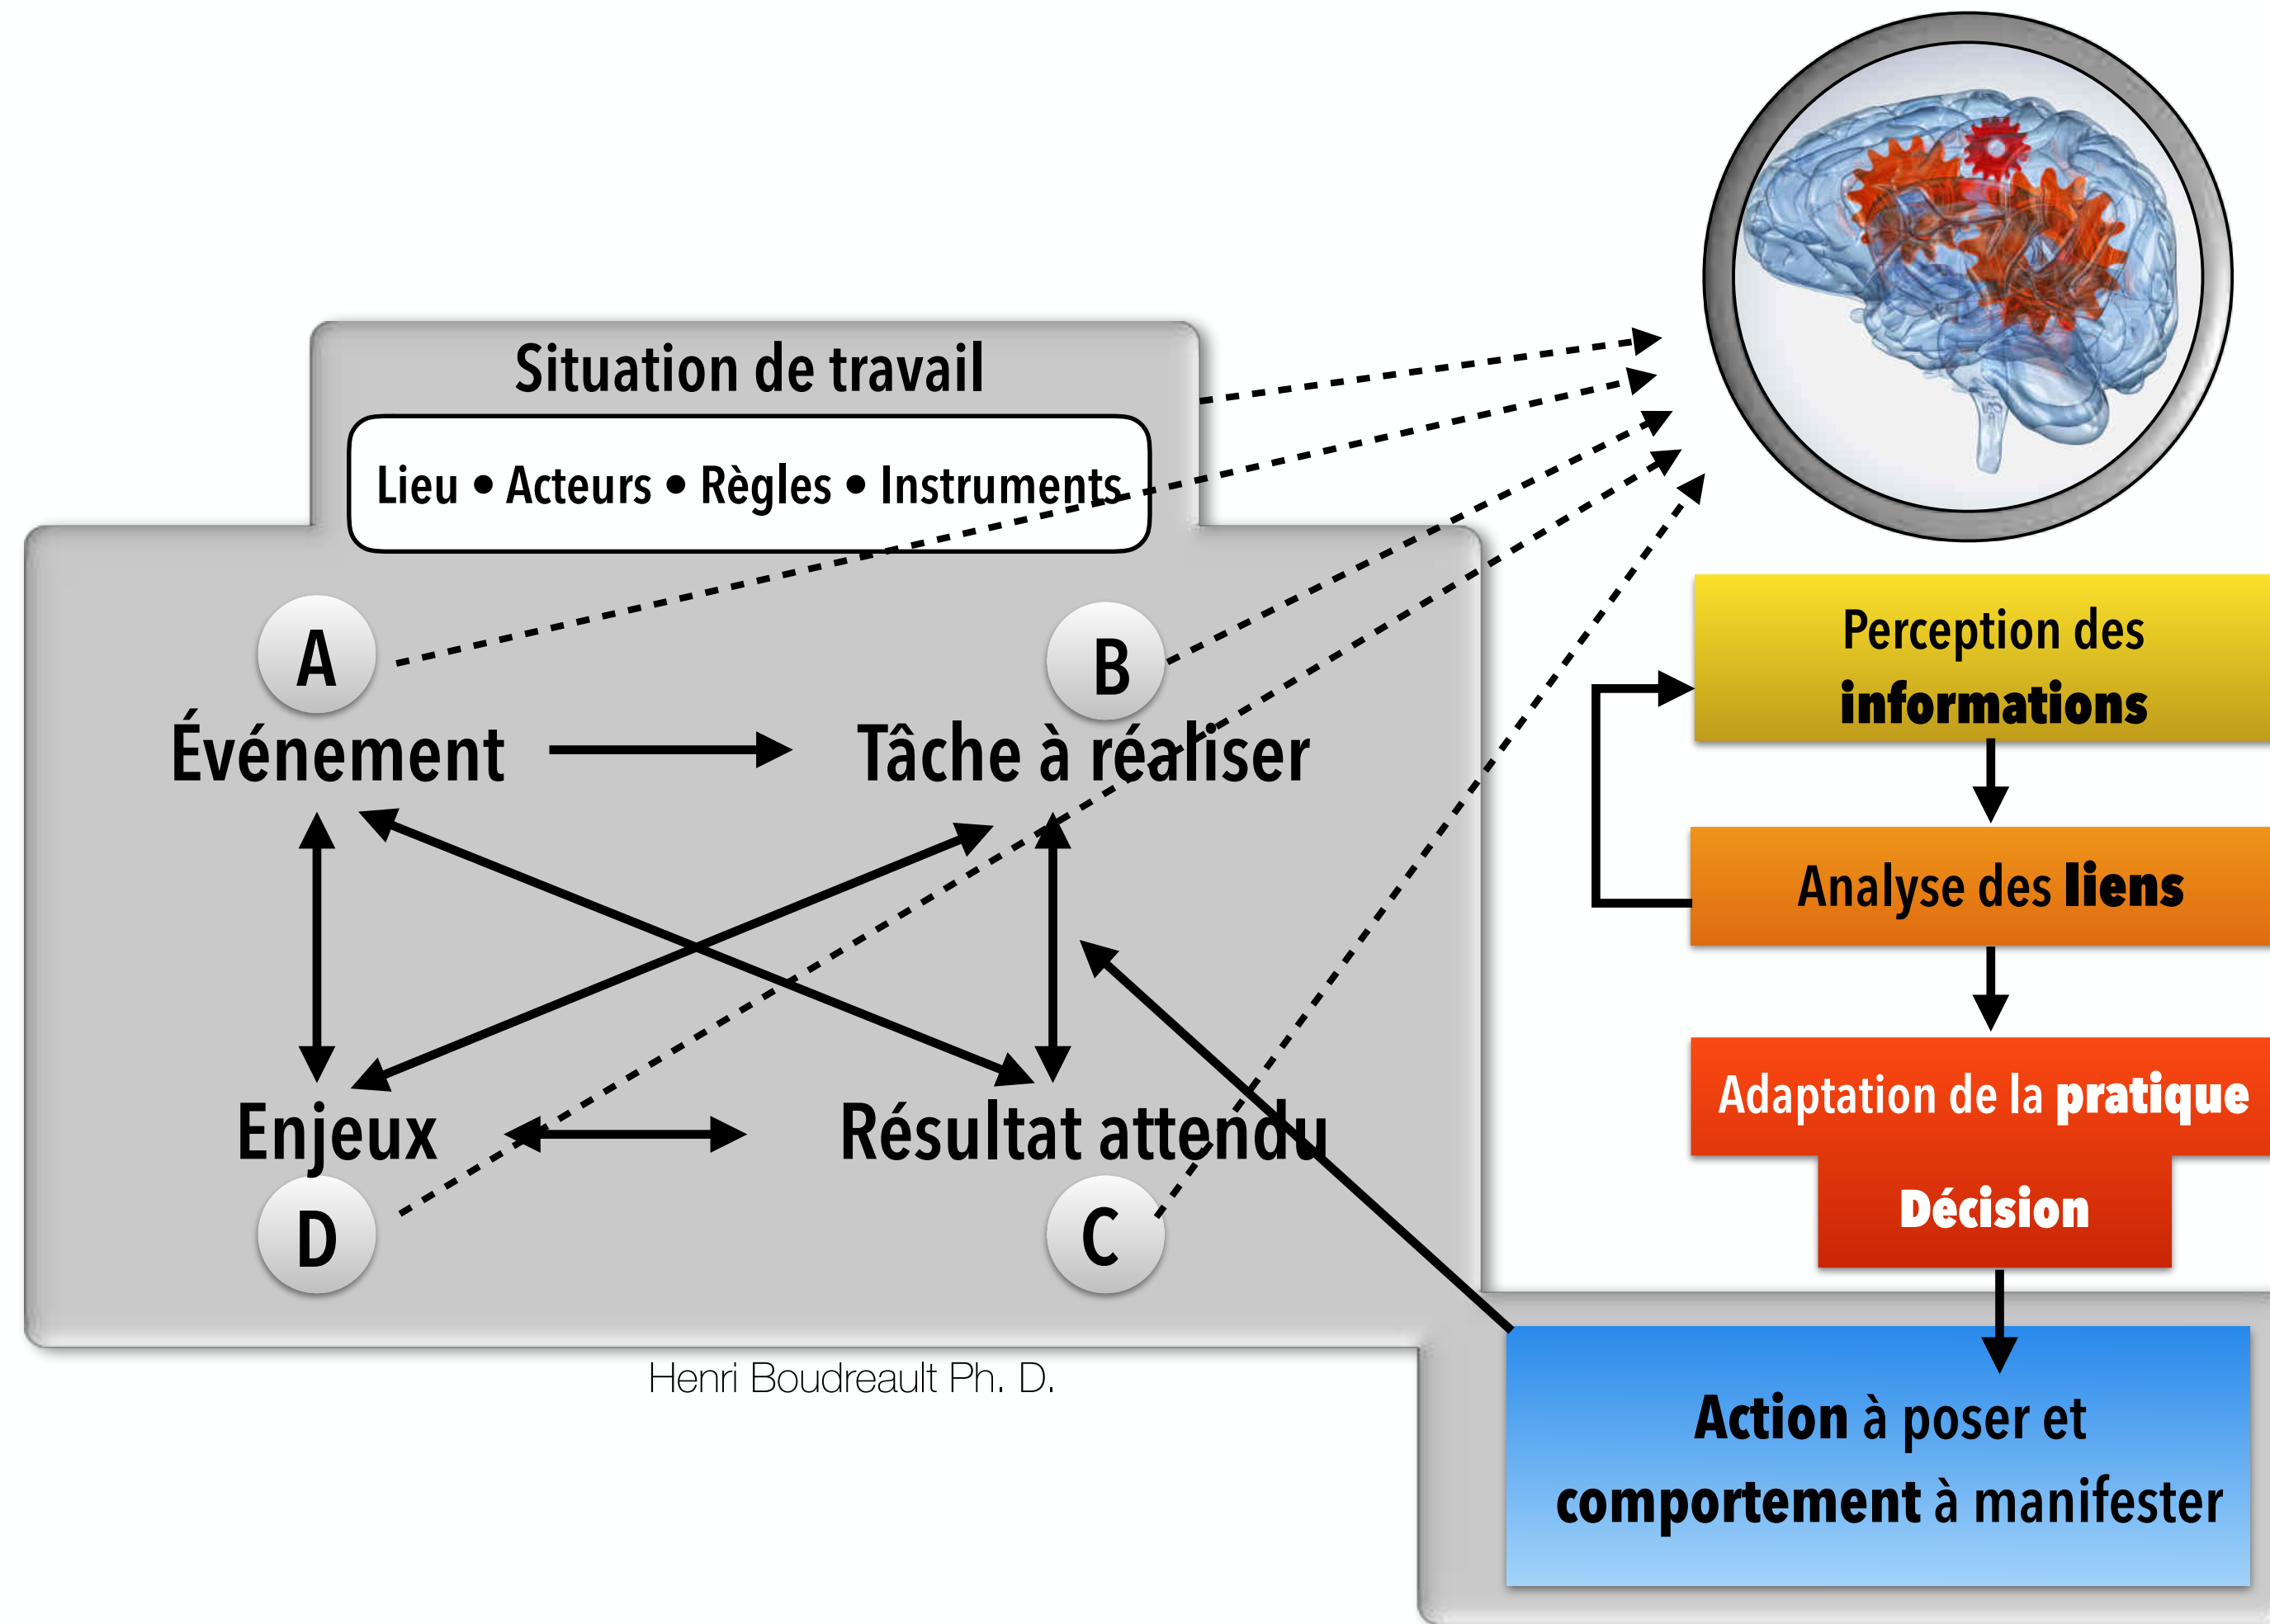 Situation de travail
Lieu • Acteurs • Règles • Instruments
A
B
Événement
Tâche à réaliser
Enjeux
Résultat attendu
D
C
Henri Boudreault Ph. D.
Perception des
informations
Analyse des liens
Adaptation de la pratique
Décision
Action à poser et
comportement à manifester